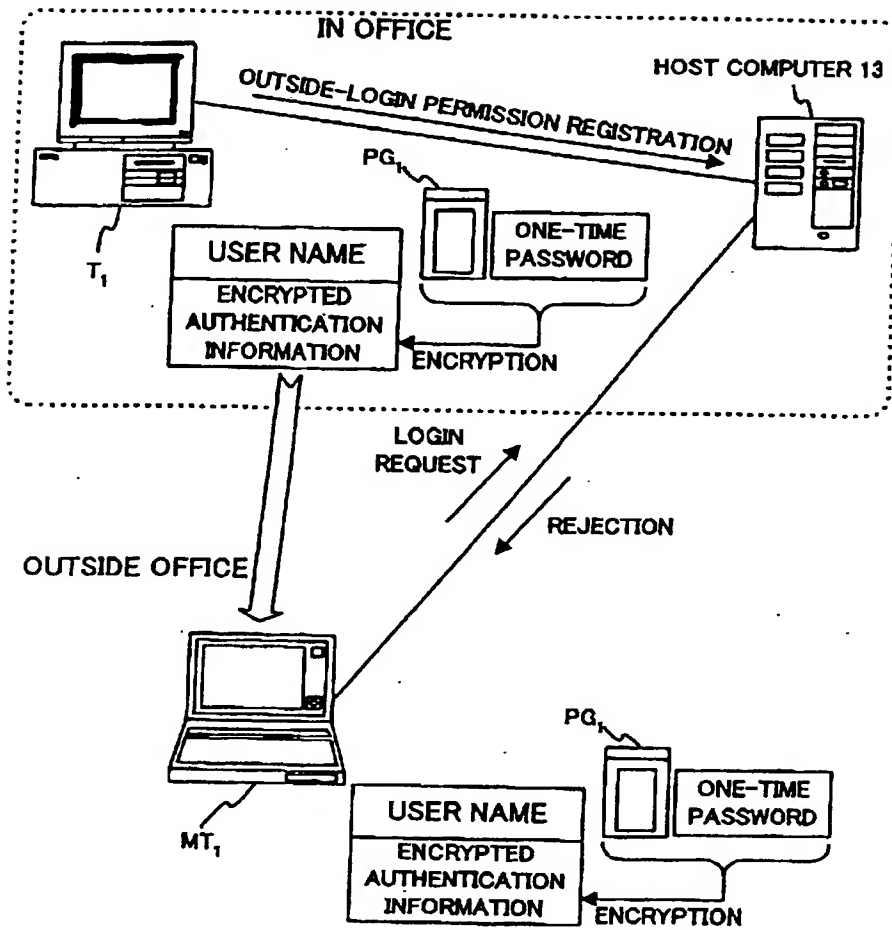 IN OFFICE
HOST COMPUTER 13
OUTSIDE-LOGIN PERMISSION REGISTRATION
PG₁
T₁
USER NAME
ENCRYPTED
AUTHENTICATION
INFORMATION
ONE-TIME
PASSWORD
ENCRYPTION
LOGIN
REQUEST
REJECTION
OUTSIDE OFFICE
MT₁
PG₁
USER NAME
ENCRYPTED
AUTHENTICATION
INFORMATION
ONE-TIME
PASSWORD
ENCRYPTION